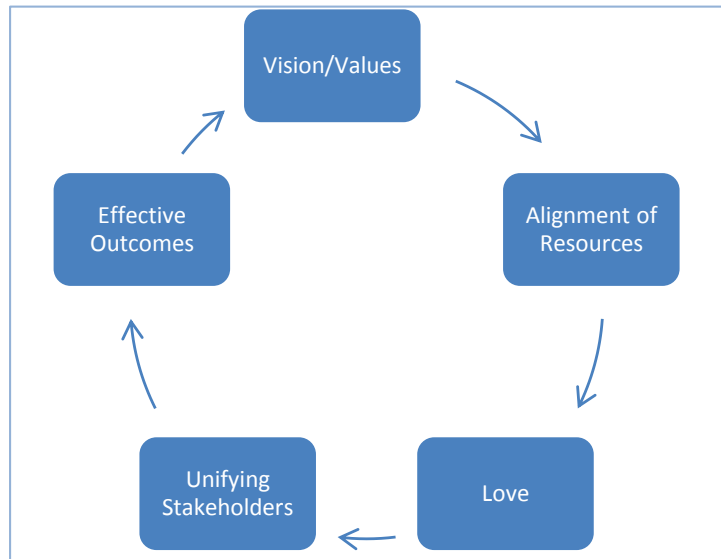 Vision/Values
Alignment of
Resources
Love
Unifying
Stakeholders
Effective
Outcomes